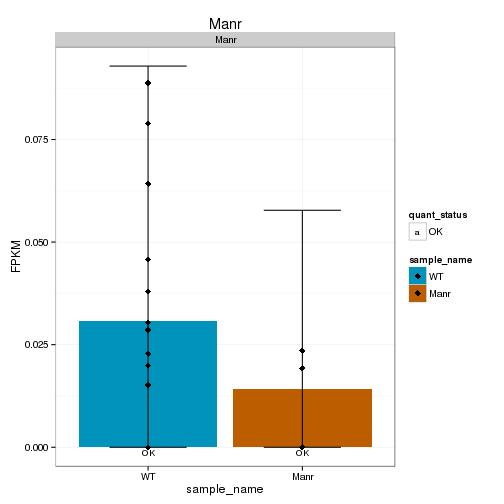 Manr
Manr
0.075
0.050
0.025
0.000
FPKM
OK OK
WT Manr
sample_name
quant_status
a OK
sample_name
WT
Manr